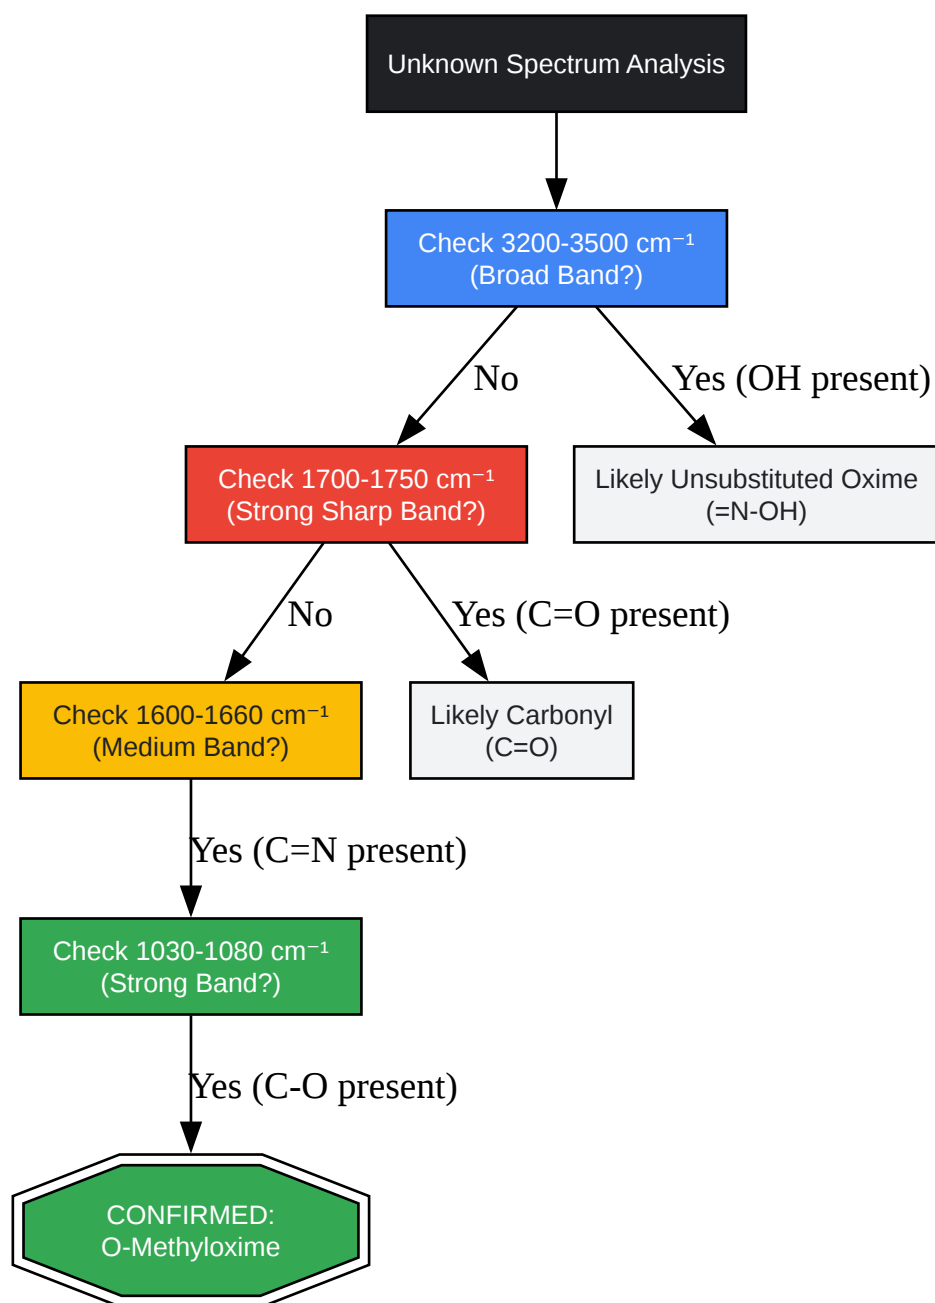 Unknown Spectrum Analysis
Check 3200-3500 cm⁻¹
(Broad Band?)
No
Yes (OH present)
Check 1700-1750 cm⁻¹
(Strong Sharp Band?)
Likely Unsubstituted Oxime
(=N-OH)
No
Yes (C=O present)
Check 1600-1660 cm⁻¹
(Medium Band?)
Likely Carbonyl
(C=O)
Yes (C=N present)
Check 1030-1080 cm⁻¹
(Strong Band?)
Yes (C-O present)
CONFIRMED:
O-Methyloxime